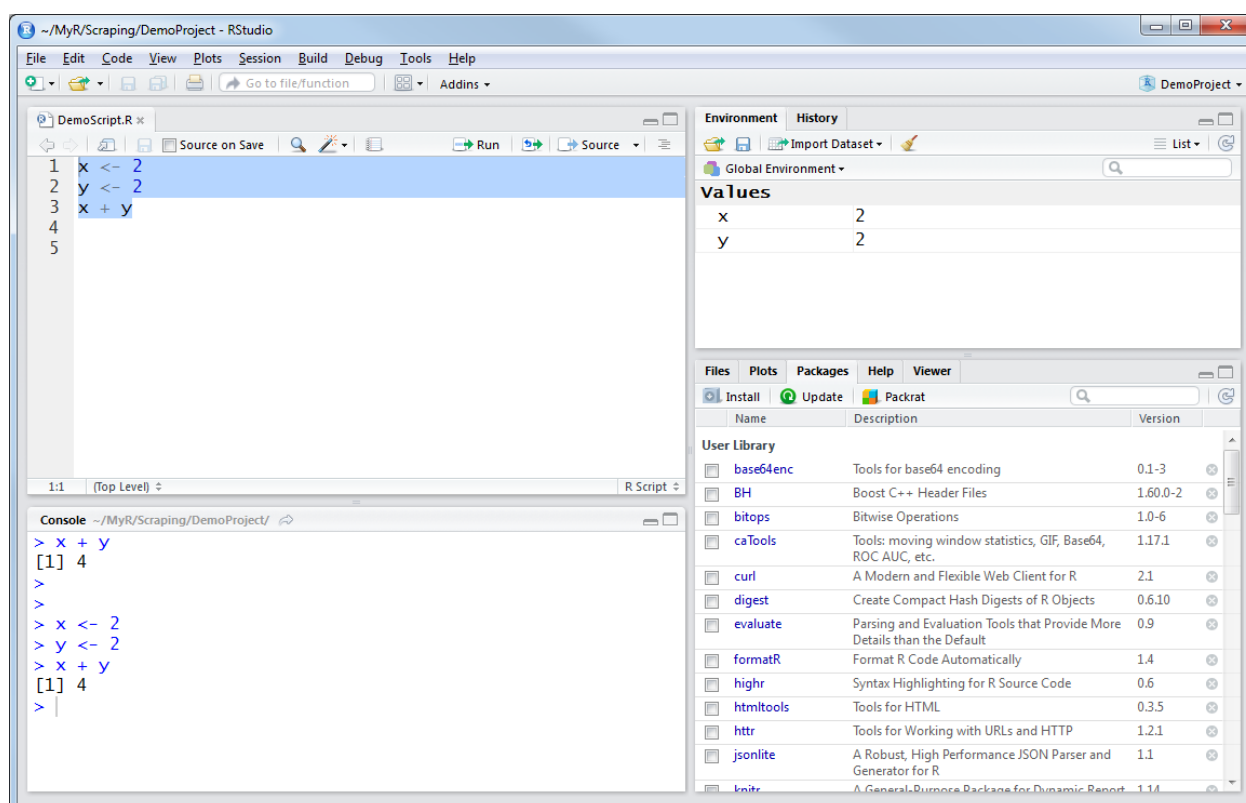 ~/MyR/Scraping/DemoProject - RStudio
File Edit Code View Plots Session Build Debug Tools Help
Go to file/function Addins DemoProject
DemoScript.R
Source on Save Run Source
1 x <- 2
2 y <- 2
3 x + y
4
5
1:1 (Top Level) R Script
Console ~/MyR/Scraping/DemoProject/
> x + y
[1] 4
>
>
> x <- 2
> y <- 2
> x + y
[1] 4
>
Environment History
Import Dataset List
Global Environment
Values
x 2
y 2
Files Plots Packages Help Viewer
Install Update Packrat
Name Description Version
User Library
base64enc Tools for base64 encoding 0.1-3
BH Boost C++ Header Files 1.60.0-2
bitops Bitwise Operations 1.0-6
caTools Tools: moving window statistics, GIF, Base64, 1.17.1
ROC AUC, etc.
curl A Modern and Flexible Web Client for R 2.1
digest Create Compact Hash Digests of R Objects 0.6.10
evaluate Parsing and Evaluation Tools that Provide More 0.9
Details than the Default
formatR Format R Code Automatically 1.4
highr Syntax Highlighting for R Source Code 0.6
htmltools Tools for HTML 0.3.5
httr Tools for Working with URLs and HTTP 1.2.1
jsonlite A Robust, High Performance JSON Parser and 1.1
Generator for R
knitr A General-Purpose Package for Dynamic Report 1.14